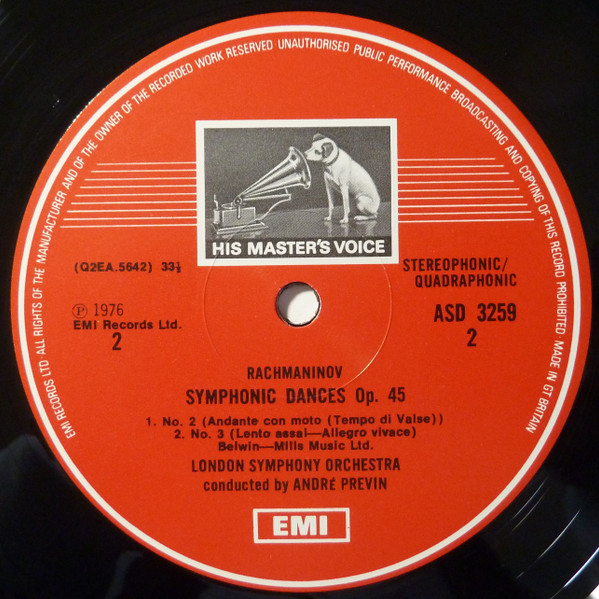 EMI RECORDS LTD ALL RIGHTS OF THE MANUFACTURER AND OF THE OWNER OF THE RECORDED WORK RESERVED UNAUTHORISED PUBLIC PERFORMANCE BROADCASTING AND COPYING OF THIS RECORD PROHIBITED MADE IN GT BRITAIN
HIS MASTER'S VOICE
(Q2EA.5642) 33⅓
STEREOPHONIC/
QUADRAPHONIC
℗ 1976
EMI Records Ltd.
2
ASD 3259
2
RACHMANINOV
SYMPHONIC DANCES Op. 45
1. No. 2 (Andante con moto (Tempo di Valse))
2. No. 3 (Lento assai—Allegro vivace)
Belwin—Mills Music Ltd.
LONDON SYMPHONY ORCHESTRA
conducted by ANDRÉ PREVIN
EMI